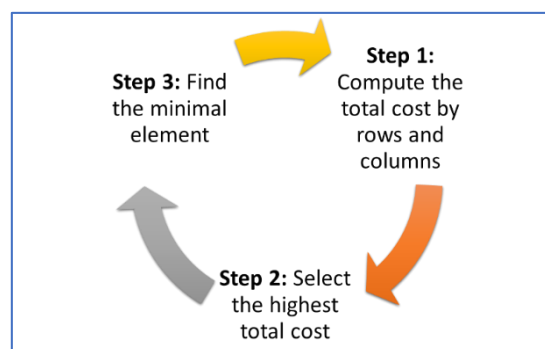 Step 1:
Compute the
total cost by
rows and
columns
Step 2: Select
the highest
total cost
Step 3: Find
the minimal
element